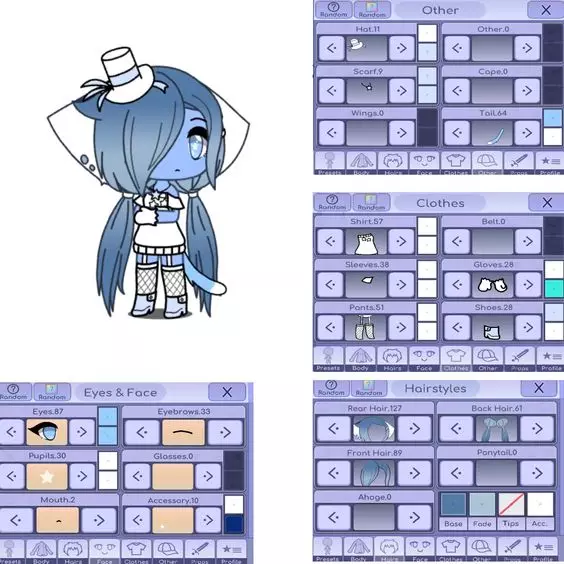 Random Random Other X
Hat.11 Other.0
Scarf.9 Cape.0
Wings.0 Tail.64
Presets Body Hairs Face Clothes Other Props Profile
Random Random Clothes X
Shirt.57 Belt.0
Sleeves.38 Gloves.28
Pants.51 Shoes.28
Presets Body Hairs Face Clothes Other Props Profile
Random Random Eyes & Face X
Eyes.87 Eyebrows.33
Pupils.30 Glasses.0
Mouth.2 Accessory.10
Presets Body Hairs Face Clothes Other Props Profile
Random Random Hairstyles X
Rear Hair.127 Back Hair.61
Front Hair.89 Ponytail.0
Ahoge.0
Base Fade Tips Acc.
Presets Body Hairs Face Clothes Other Props Profile